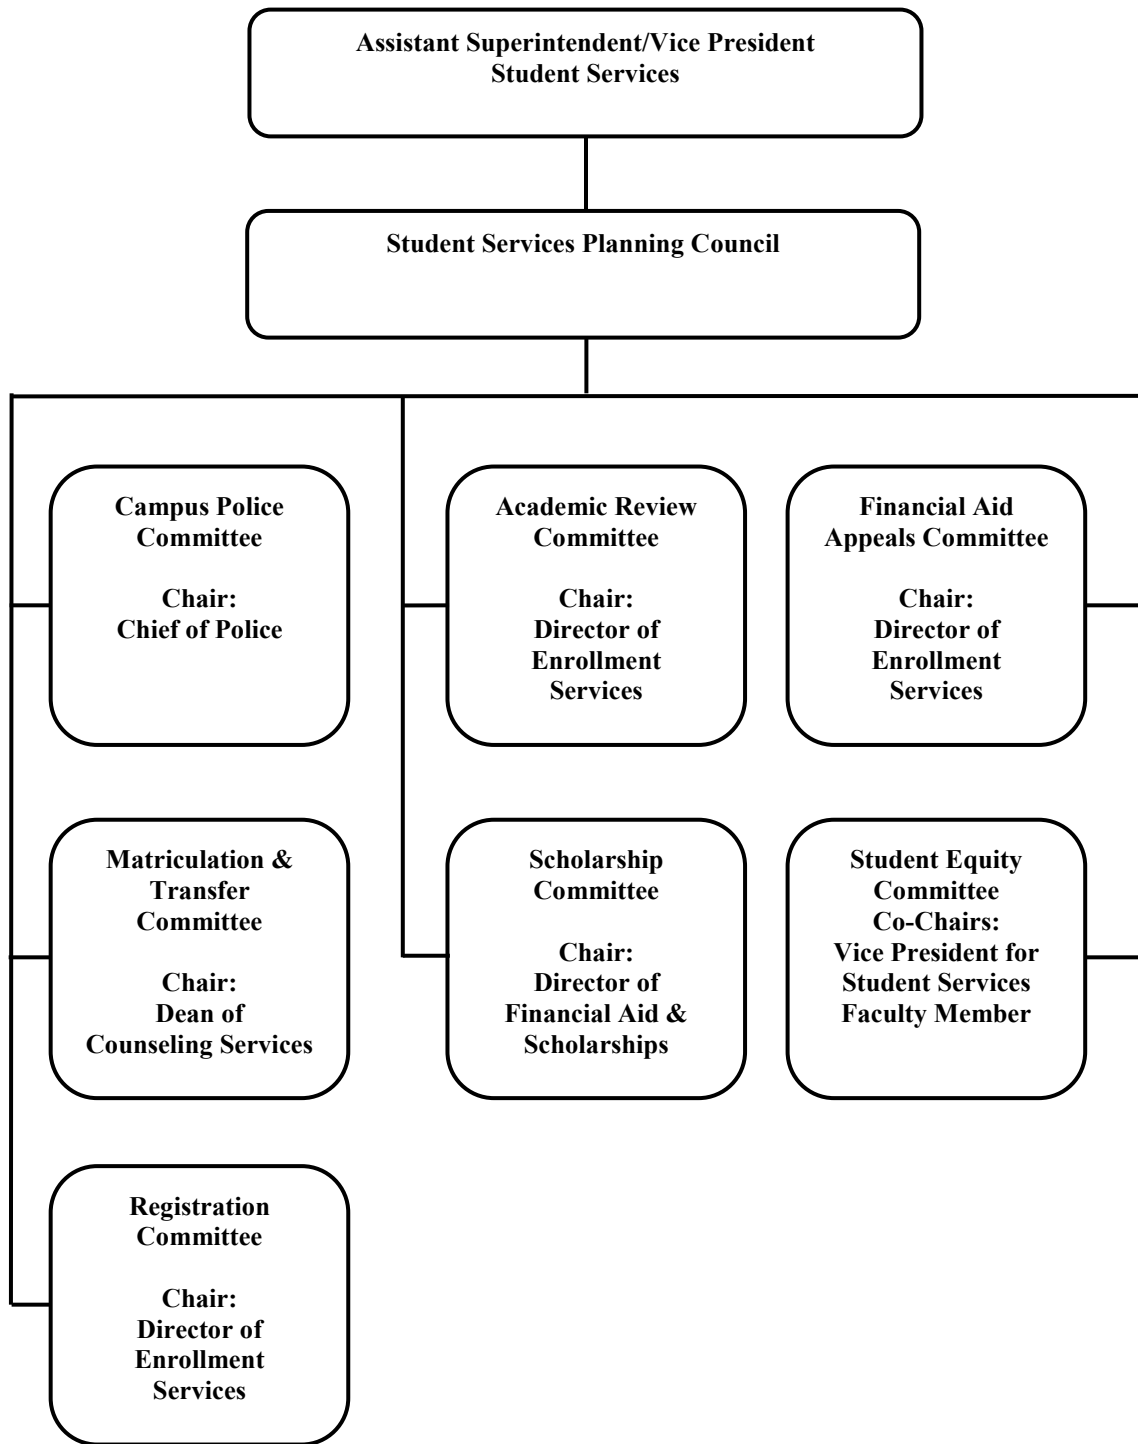 Assistant Superintendent/Vice President
Student Services
Student Services Planning Council
Campus Police
Committee
Chair:
Chief of Police
Academic Review
Committee
Chair:
Director of
Enrollment
Services
Financial Aid
Appeals Committee
Chair:
Director of
Enrollment
Services
Matriculation &
Transfer
Committee
Chair:
Dean of
Counseling Services
Scholarship
Committee
Chair:
Director of
Financial Aid &
Scholarships
Student Equity
Committee
Co-Chairs:
Vice President for
Student Services
Faculty Member
Registration
Committee
Chair:
Director of
Enrollment
Services